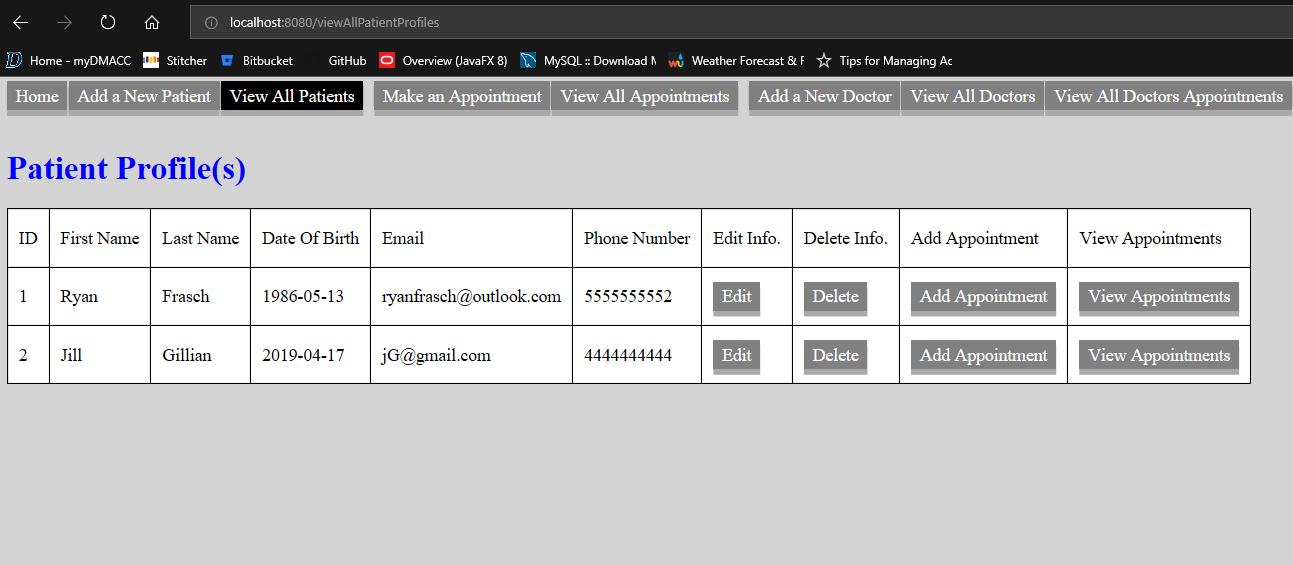 localhost:8080/viewAllPatientProfiles
Home - myDMACC Stitcher Bitbucket GitHub Overview (JavaFX 8) MySQL :: Download M Weather Forecast & F Tips for Managing Ac
Home Add a New Patient View All Patients Make an Appointment View All Appointments Add a New Doctor View All Doctors View All Doctors Appointments
Patient Profile(s)
ID First Name Last Name Date Of Birth Email Phone Number Edit Info. Delete Info. Add Appointment View Appointments
1 Ryan Frasch 1986-05-13 ryanfrasch@outlook.com 5555555552 Edit Delete Add Appointment View Appointments
2 Jill Gillian 2019-04-17 jG@gmail.com 4444444444 Edit Delete Add Appointment View Appointments